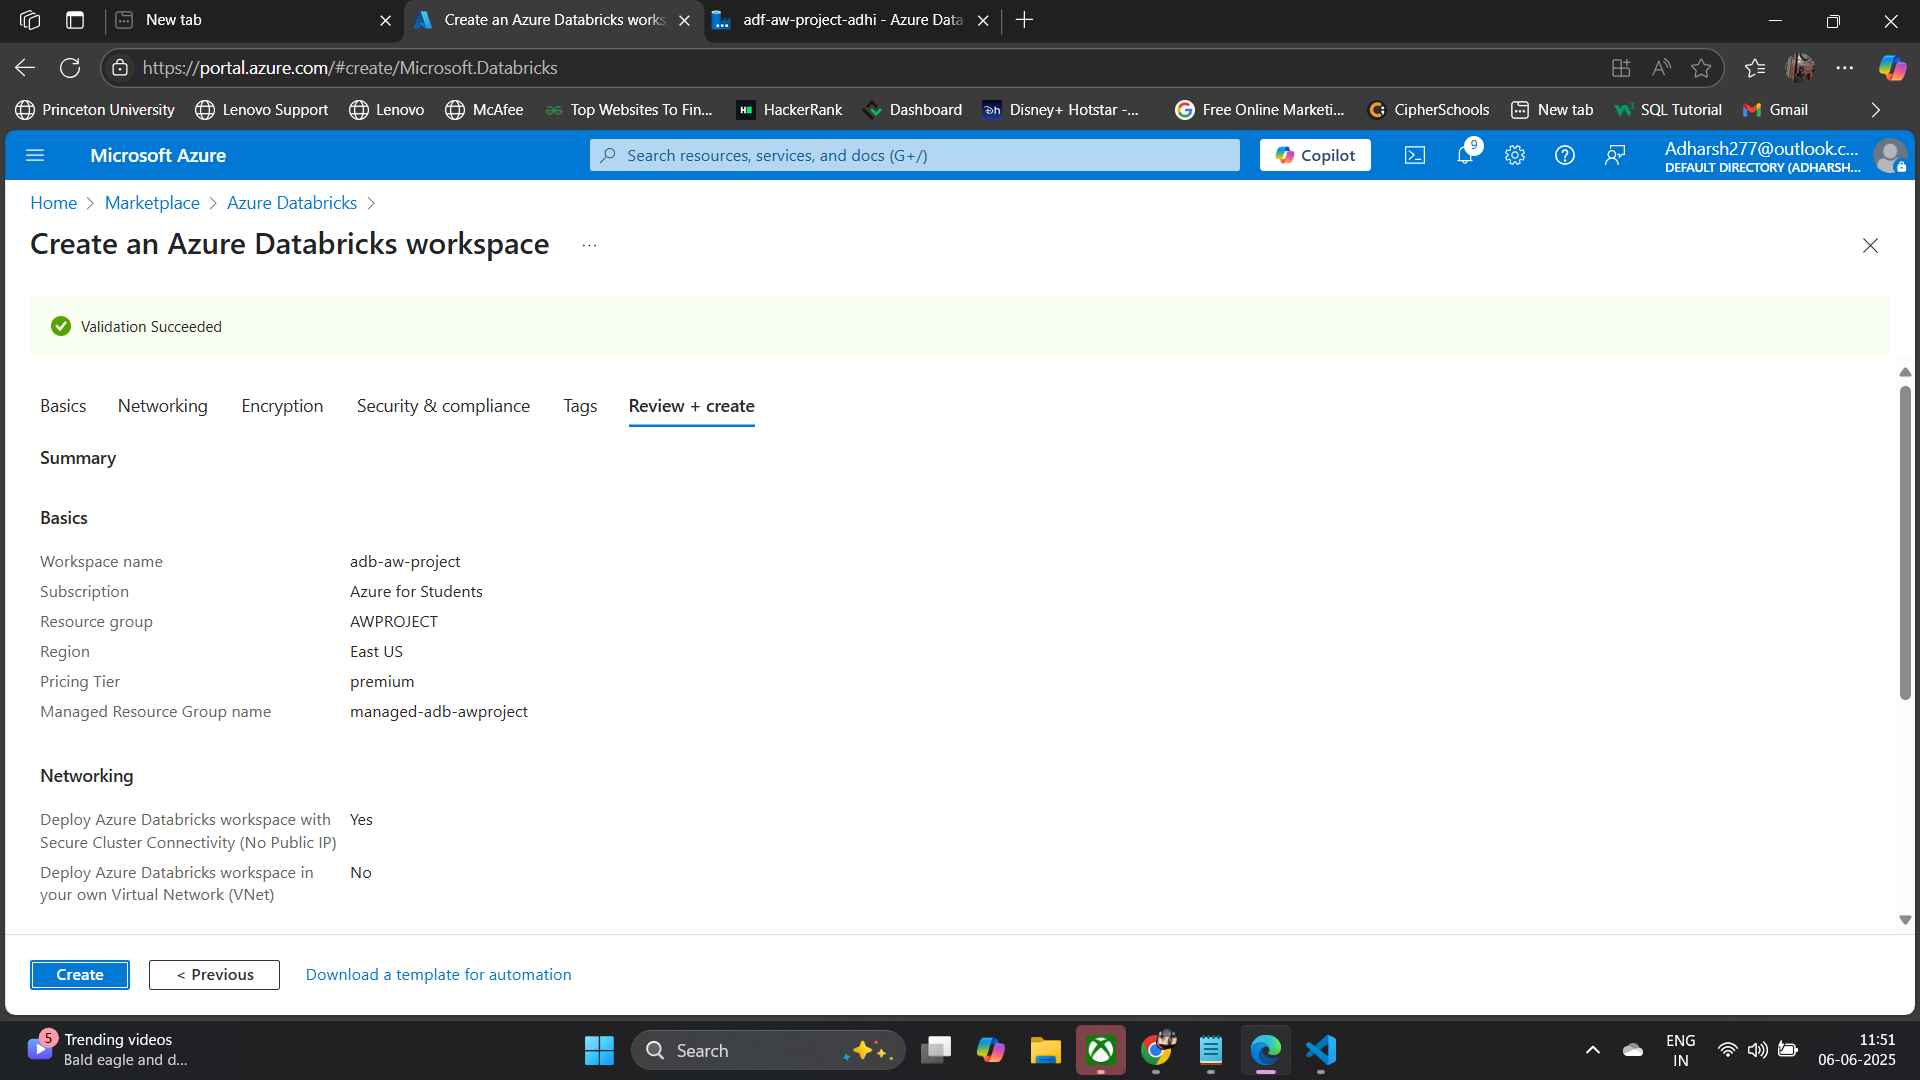 New tab
Create an Azure Databricks works
adf-aw-project-adhi - Azure Data
https://portal.azure.com/#create/Microsoft.Databricks
Princeton University
Lenovo Support
Lenovo
McAfee
Top Websites To Fin...
HackerRank
Dashboard
Disney+ Hotstar -...
Free Online Marketi...
CipherSchools
New tab
SQL Tutorial
Gmail
Microsoft Azure
Search resources, services, and docs (G+/)
Copilot
9
Adharsh277@outlook.c...
DEFAULT DIRECTORY (ADHARSH...
Home > Marketplace > Azure Databricks >
Create an Azure Databricks workspace ...
Validation Succeeded
Basics Networking Encryption Security & compliance Tags Review + create
Summary
Basics
Workspace name adb-aw-project
Subscription Azure for Students
Resource group AWPROJECT
Region East US
Pricing Tier premium
Managed Resource Group name managed-adb-awproject
Networking
Deploy Azure Databricks workspace with Yes
Secure Cluster Connectivity (No Public IP)
Deploy Azure Databricks workspace in No
your own Virtual Network (VNet)
Create
< Previous
Download a template for automation
5
Trending videos
Bald eagle and d...
Search
ENG
IN
11:51
06-06-2025